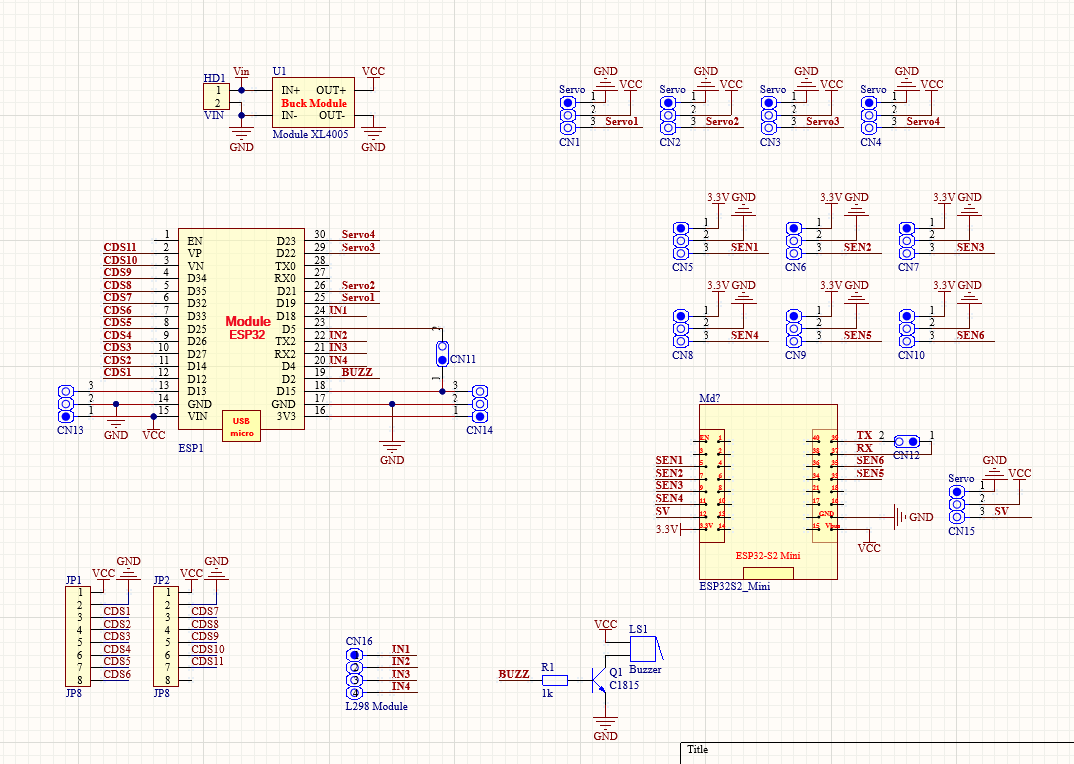 HD1
Vin
1
2
VIN
GND
U1
IN+ OUT+
Buck Module
IN- OUT-
Module XL4005
VCC
GND
Servo
1
2
3
GND
VCC
Servo1
CN1
Servo
1
2
3
GND
VCC
Servo2
CN2
Servo
1
2
3
GND
VCC
Servo3
CN3
Servo
1
2
3
GND
VCC
Servo4
CN4
3.3V GND
1
2
3 SEN1
CN5
3.3V GND
1
2
3 SEN2
CN6
3.3V GND
1
2
3 SEN3
CN7
3.3V GND
1
2
3 SEN4
CN8
3.3V GND
1
2
3 SEN5
CN9
3.3V GND
1
2
3 SEN6
CN10
1 EN D23 30 Servo4
CDS11 2 VP D22 29 Servo3
CDS10 3 VN TX0 28
CDS9 4 D34 RX0 27
CDS8 5 D35 D21 26 Servo2
CDS7 6 D32 D19 25 Servo1
CDS6 7 D33 D18 24 IN1
CDS5 8 D25 D5 23
CDS4 9 D26 TX2 22 IN2
CDS3 10 D27 RX2 21 IN3
CDS2 11 D14 D4 20 IN4
CDS1 12 D12 D2 19 BUZZ
13 D13 D15 18
14 GND GND 17
15 VIN 3V3 16
Module
ESP32
USB
micro
ESP1
3
2
1
CN13
GND
VCC
2
1
CN11
3
2
1
CN14
GND
Md?
EN 1
SEN1
SEN2
SEN3
SEN4
SV
3.3V
3.3V
TX 2 1
RX
CN12
SEN6
SEN5
GND
Vbus
GND
VCC
ESP32-S2 Mini
ESP32S2_Mini
Servo
1
2
3
GND
VCC
SV
CN15
JP1
VCC
GND
1
2
3 CDS1
4 CDS2
5 CDS3
6 CDS4
7 CDS5
8 CDS6
JP8
JP2
VCC
GND
1
2
3 CDS7
4 CDS8
5 CDS9
6 CDS10
7 CDS11
8
JP8
CN16
1 IN1
2 IN2
3 IN3
4 IN4
L298 Module
BUZZ
R1
1k
VCC
LS1
Buzzer
Q1
C1815
GND
Title